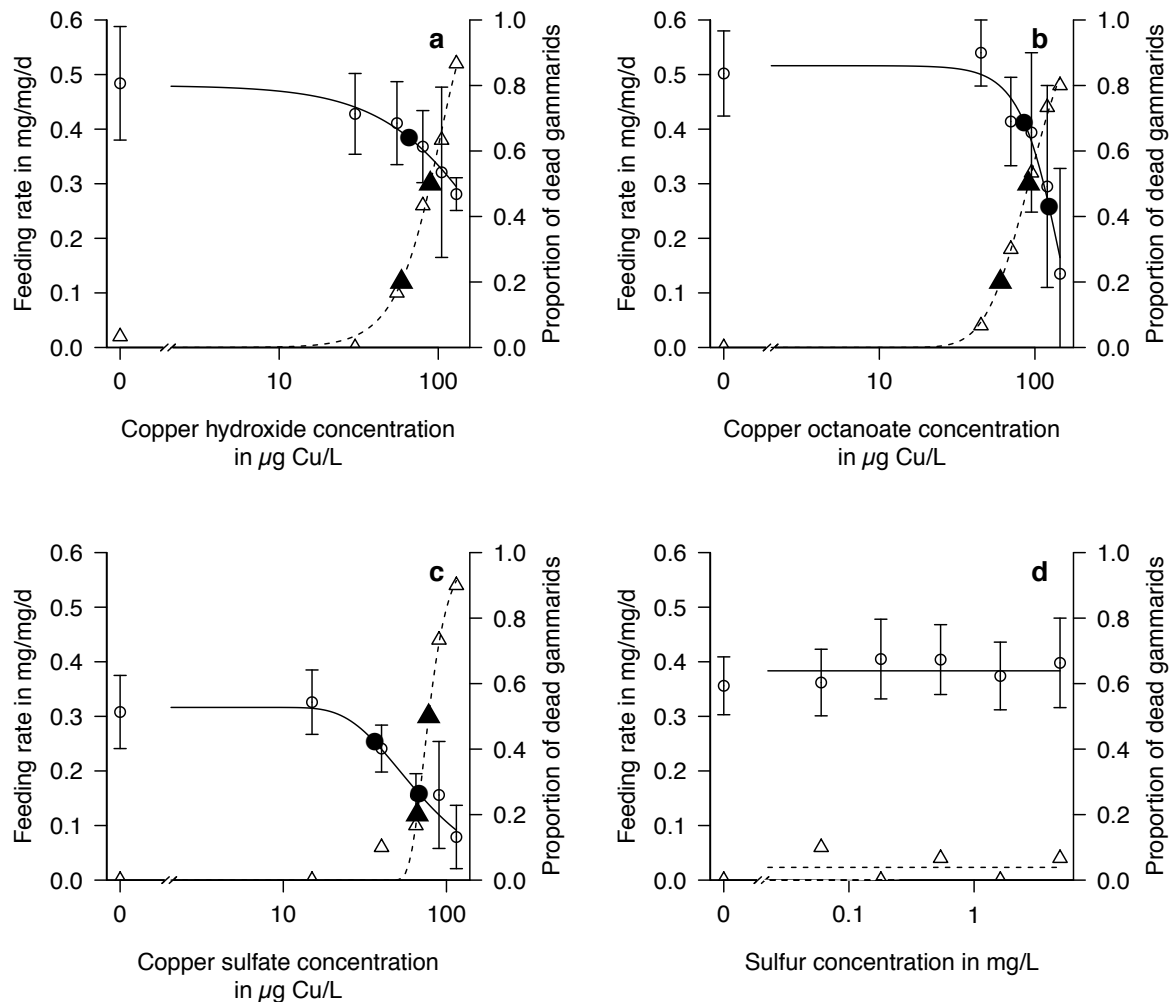 a
0.6
0.5
0.4
0.3
0.2
0.1
0.0
Feeding rate in mg/mg/d
1.0
0.8
0.6
0.4
0.2
0.0
Proportion of dead gammarids
0 10 100
Copper hydroxide concentration
in µg Cu/L
b
0.6
0.5
0.4
0.3
0.2
0.1
0.0
Feeding rate in mg/mg/d
1.0
0.8
0.6
0.4
0.2
0.0
Proportion of dead gammarids
0 10 100
Copper octanoate concentration
in µg Cu/L
c
0.6
0.5
0.4
0.3
0.2
0.1
0.0
Feeding rate in mg/mg/d
1.0
0.8
0.6
0.4
0.2
0.0
Proportion of dead gammarids
0 10 100
Copper sulfate concentration
in µg Cu/L
d
0.6
0.5
0.4
0.3
0.2
0.1
0.0
Feeding rate in mg/mg/d
1.0
0.8
0.6
0.4
0.2
0.0
Proportion of dead gammarids
0 0.1 1
Sulfur concentration in mg/L